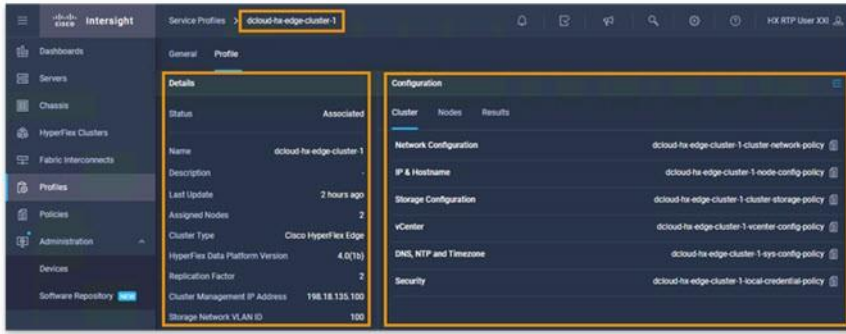 cisco Intersight
Service Profiles > dcloud-hx-edge-cluster-1
HX RTP User XXI
Dashboards
Servers
Chassis
HyperFlex Clusters
Fabric Interconnects
Profiles
Policies
Administration
Devices
Software Repository NEW
General Profile
Details
Status Associated
Name dcloud-hx-edge-cluster-1
Description -
Last Update 2 hours ago
Assigned Nodes 2
Cluster Type Cisco HyperFlex Edge
HyperFlex Data Platform Version 4.0(1b)
Replication Factor 2
Cluster Management IP Address 198.18.135.100
Storage Network VLAN ID 100
Configuration
Cluster Nodes Results
Network Configuration dcloud-hx-edge-cluster-1-cluster-network-policy
IP & Hostname dcloud-hx-edge-cluster-1-node-config-policy
Storage Configuration dcloud-hx-edge-cluster-1-cluster-storage-policy
vCenter dcloud-hx-edge-cluster-1-vcenter-config-policy
DNS, NTP and Timezone dcloud-hx-edge-cluster-1-sys-config-policy
Security dcloud-hx-edge-cluster-1-local-credential-policy